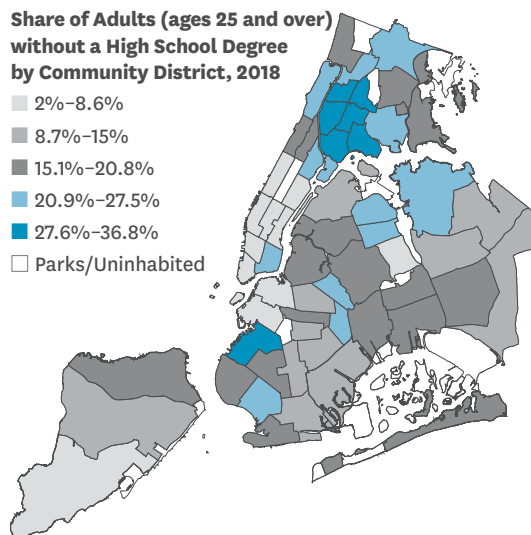 Share of Adults (ages 25 and over)
without a High School Degree
by Community District, 2018
2%–8.6%
8.7%–15%
15.1%–20.8%
20.9%–27.5%
27.6%–36.8%
Parks/Uninhabited